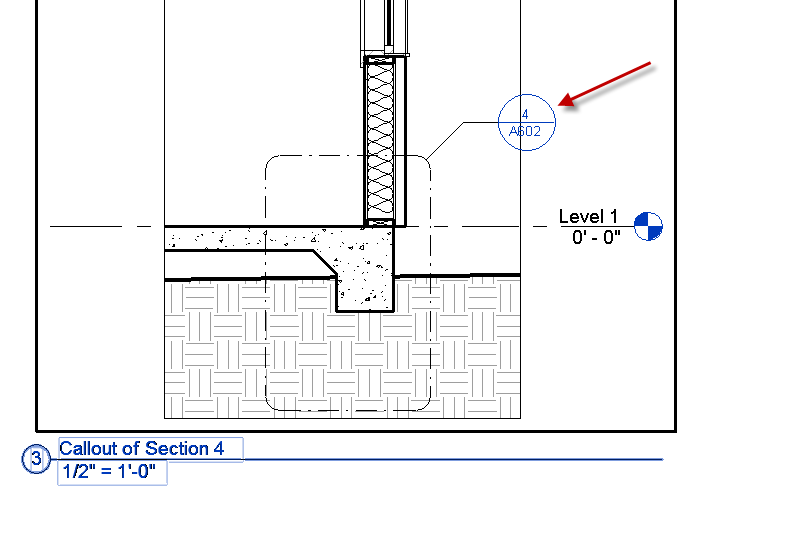 4
A602
Level 1
0' - 0"
3
Callout of Section 4
1/2" = 1'-0"